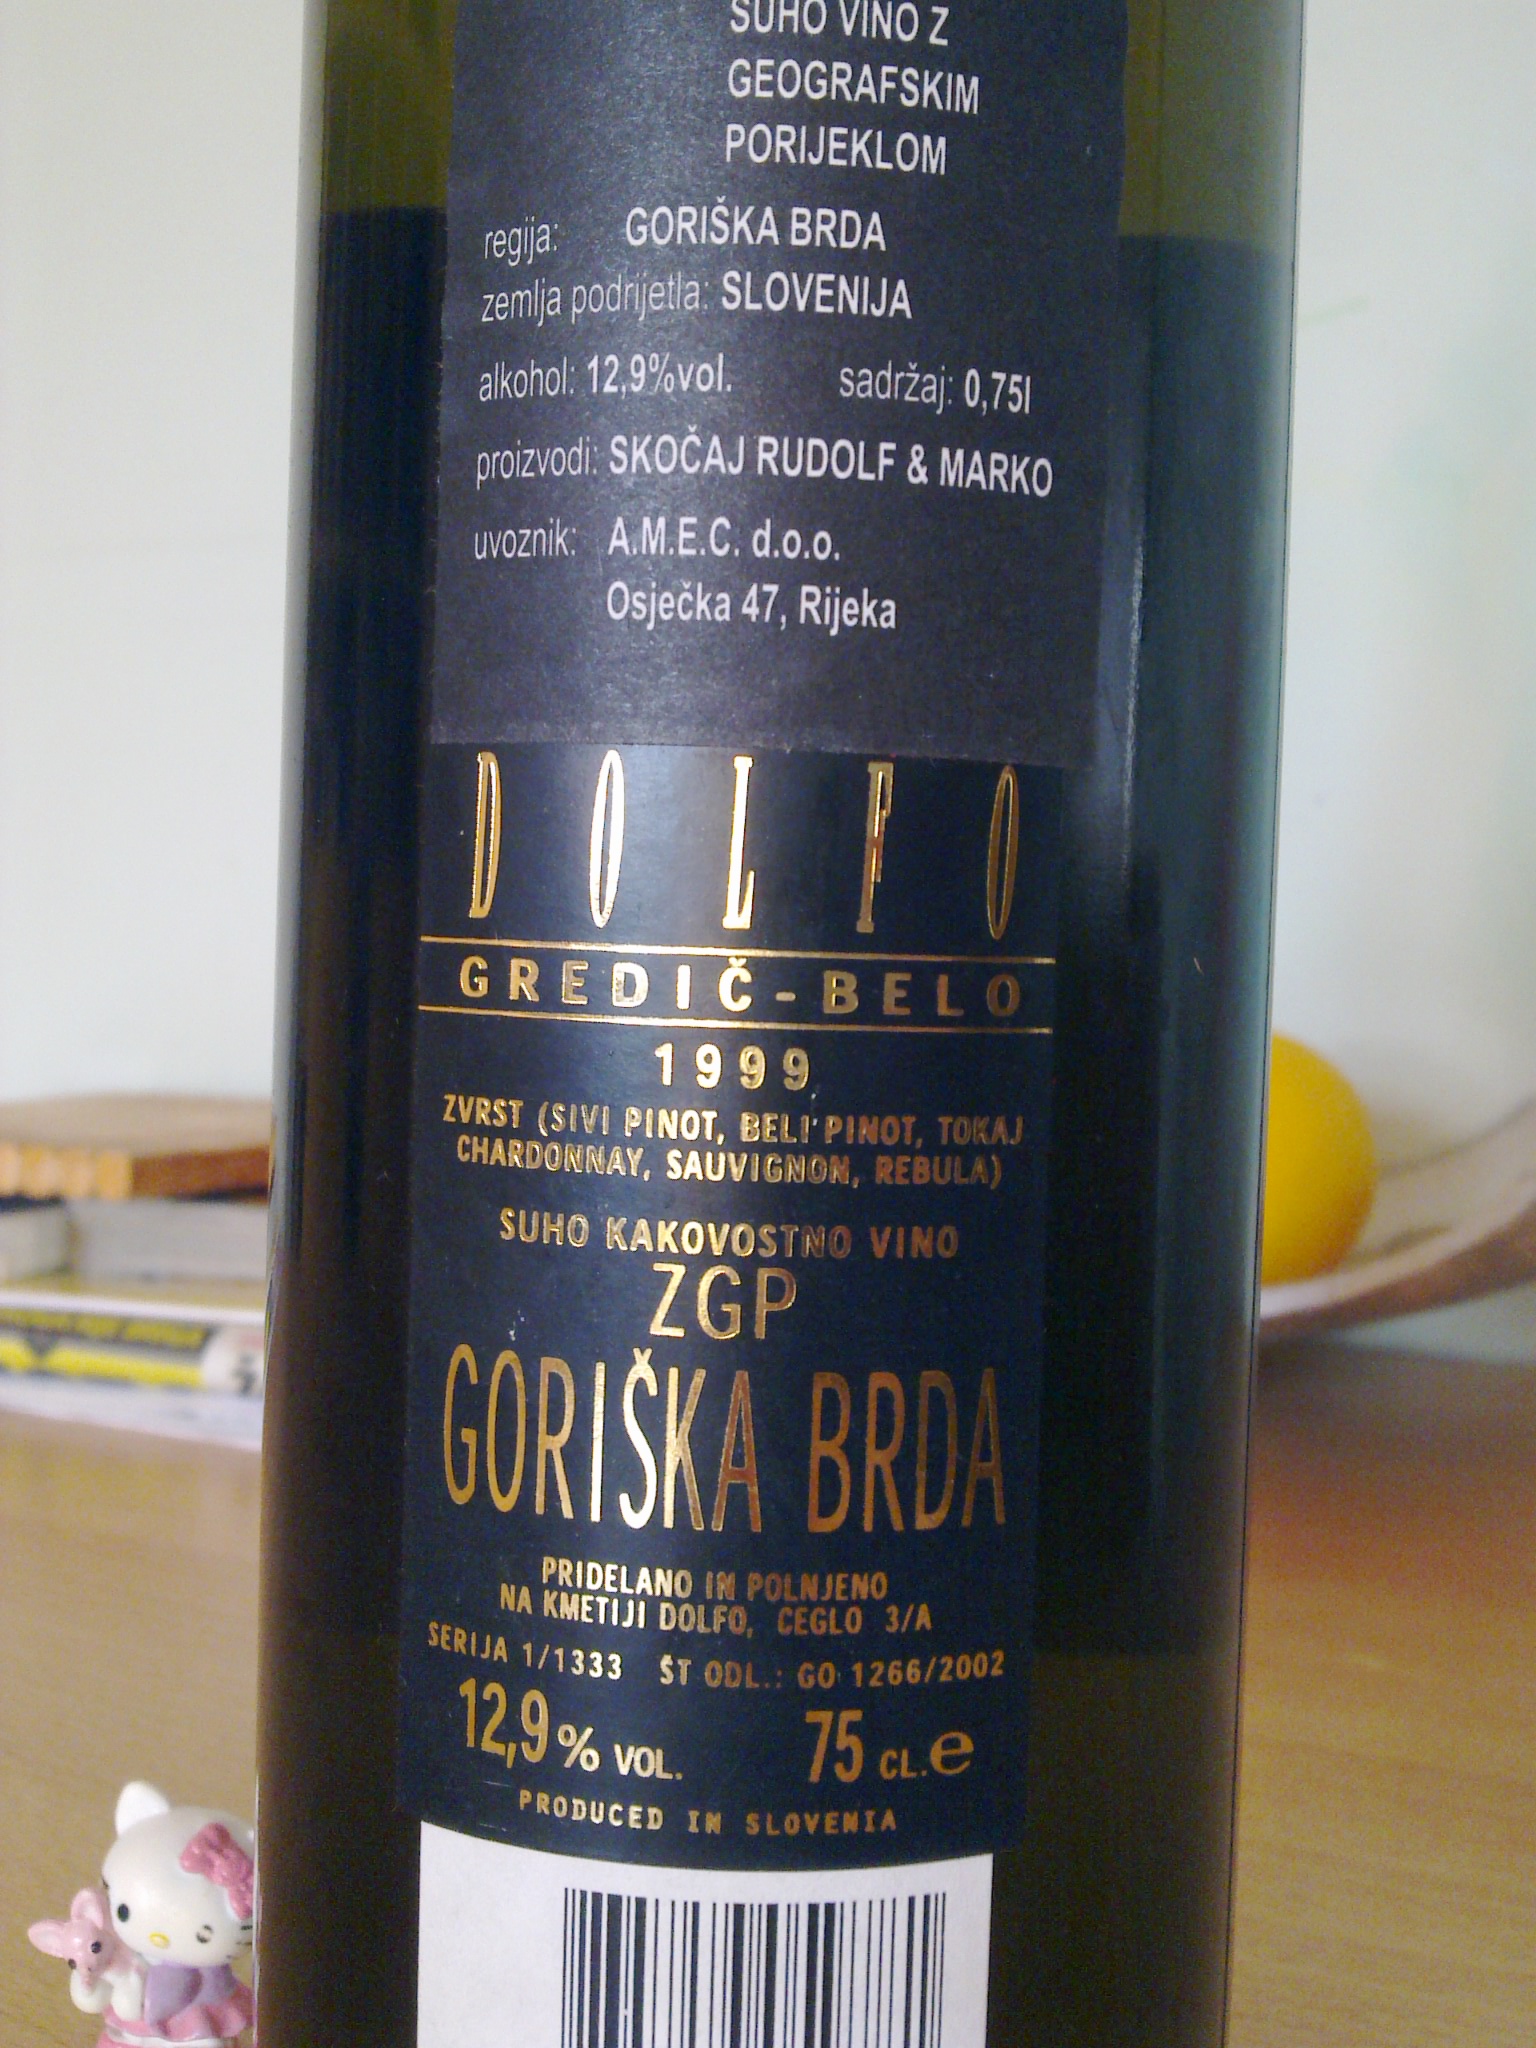 SUHO VINO Z
GEOGRAFSKIM
PORIJEKLOM
regija: GORIŠKA BRDA
zemlja podrijetla: SLOVENIJA
alkohol: 12,9%vol. sadržaj: 0,75l
proizvodi: SKOČAJ RUDOLF & MARKO
uvoznik: A.M.E.C. d.o.o.
Osječka 47, Rijeka
DOLFO
GREDIČ-BELO
1999
ZVRST (SIVI PINOT, BELI PINOT, TOKAJ
CHARDONNAY, SAUVIGNON, REBULA)
SUHO KAKOVOSTNO VINO
ZGP
GORIŠKA BRDA
PRIDELANO IN POLNJENO
NA KMETIJI DOLFO, CEGLO 3/A
SERIJA 1/1333 ŠT ODL.: GO 1266/2002
12,9% VOL. 75 CL.e
PRODUCED IN SLOVENIA